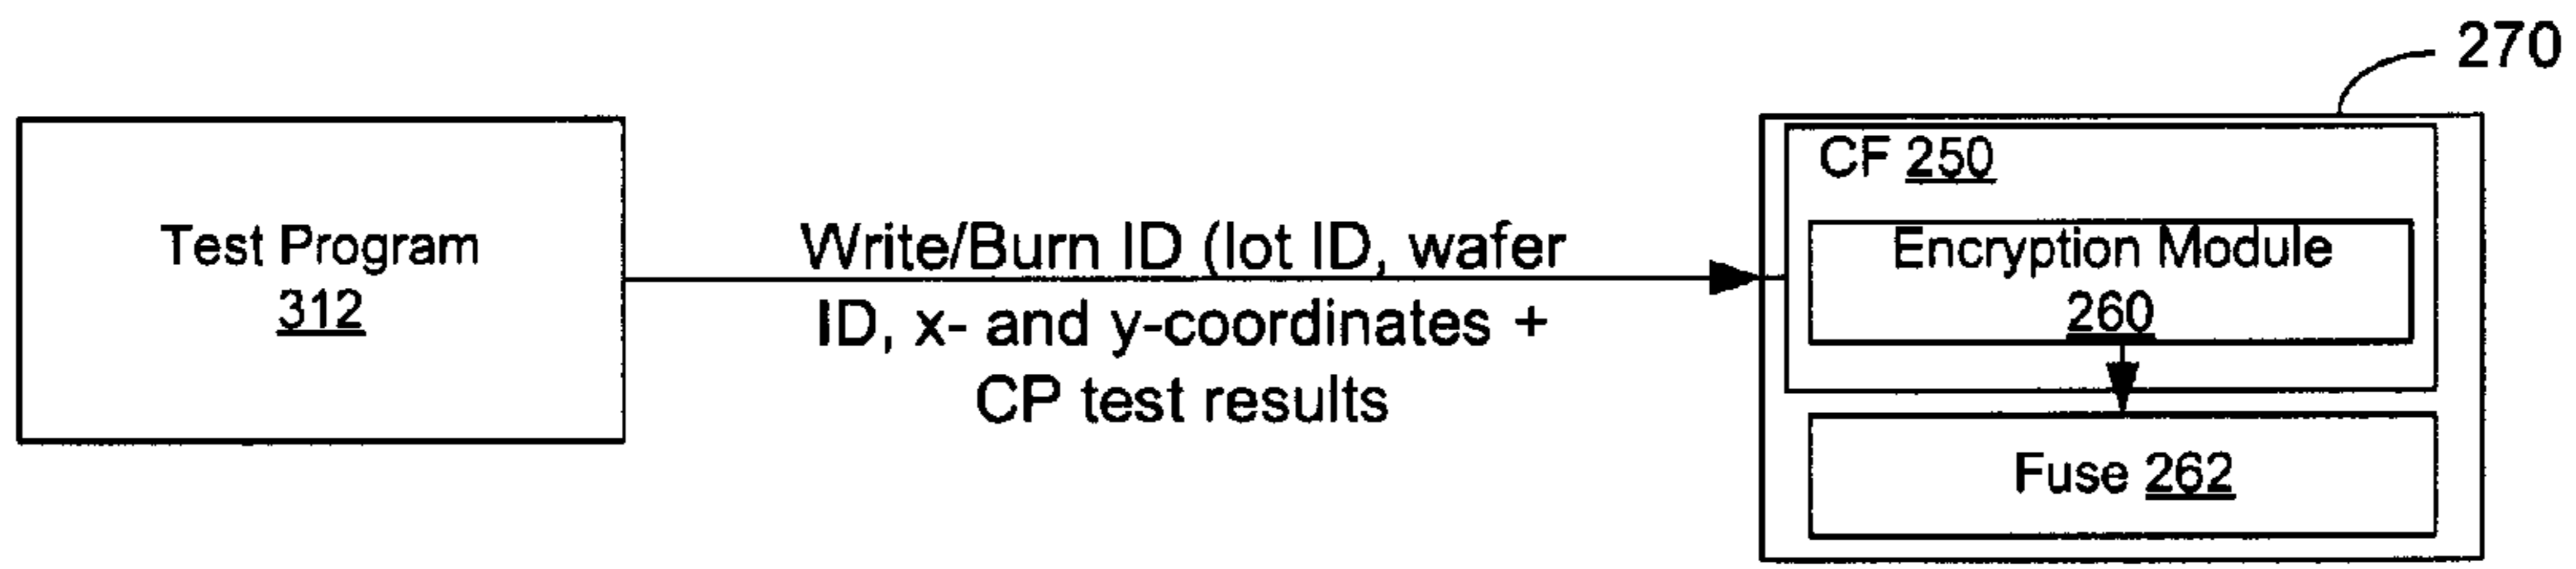 270
CF 250
Test Program
312
Write/Burn ID (lot ID, wafer
ID, x- and y-coordinates +
CP test results
Encryption Module
260
Fuse 262